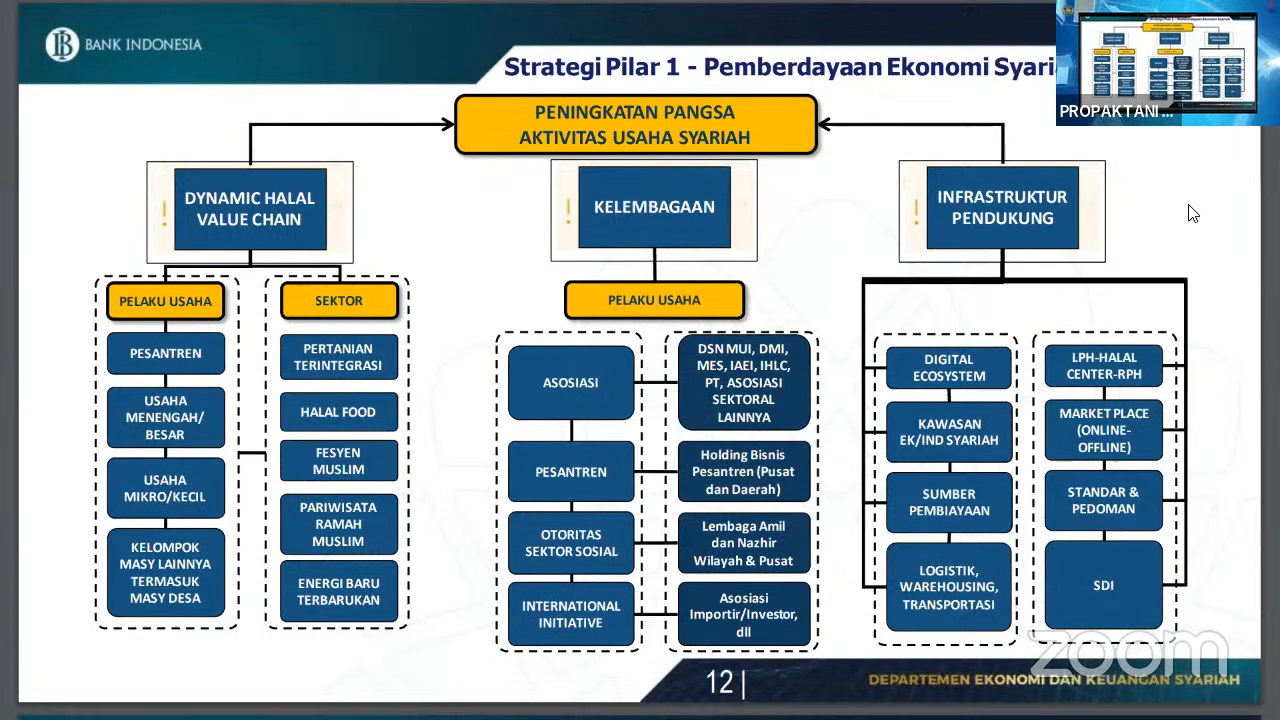 BANK INDONESIA
Strategi Pilar 1 - Pemberdayaan Ekonomi Syari
PROPAKTANI ...
PENINGKATAN PANGSA
AKTIVITAS USAHA SYARIAH
DYNAMIC HALAL
VALUE CHAIN
PELAKU USAHA
PESANTREN
USAHA
MENENGAH/
BESAR
USAHA
MIKRO/KECIL
KELOMPOK
MASY LAINNYA
TERMASUK
MASY DESA
SEKTOR
PERTANIAN
TERINTEGRASI
HALAL FOOD
FESYEN
MUSLIM
PARIWISATA
RAMAH
MUSLIM
ENERGI BARU
TERBARUKAN
KELEMBAGAAN
PELAKU USAHA
ASOSIASI
DSN MUI, DMI,
MES, IAEI, IHLC,
PT, ASOSIASI
SEKTORAL
LAINNYA
PESANTREN
Holding Bisnis
Pesantren (Pusat
dan Daerah)
OTORITAS
SEKTOR SOSIAL
Lembaga Amil
dan Nazhir
Wilayah & Pusat
INTERNATIONAL
INITIATIVE
Asosiasi
Importir/Investor,
dll
INFRASTRUKTUR
PENDUKUNG
DIGITAL
ECOSYSTEM
KAWASAN
EK/IND SYARIAH
SUMBER
PEMBIAYAAN
LOGISTIK,
WAREHOUSING,
TRANSPORTASI
LPH-HALAL
CENTER-RPH
MARKET PLACE
(ONLINE-
OFFLINE)
STANDAR &
PEDOMAN
SDI
zoom
12 |
DEPARTEMEN EKONOMI DAN KEUANGAN SYARIAH